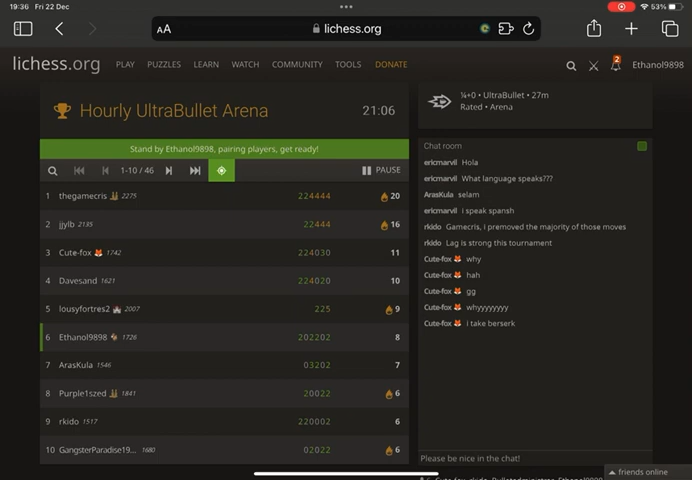 19:36 Fri 22 Dec
53%
AA
lichess.org
lichess.org PLAY PUZZLES LEARN WATCH COMMUNITY TOOLS DONATE
2
Ethanol9898
Hourly UltraBullet Arena 21:06
Stand by Ethanol9898, pairing players, get ready!
1-10 / 46 PAUSE
1 thegamecris 2275 224444 20
2 jjylb 2135 22444 16
3 Cute-fox 1742 224030 11
4 Davesand 1621 224020 10
5 lousyfortres2 2007 225 9
6 Ethanol9898 1726 202202 8
7 ArasKula 1546 03202 7
8 Purple1szed 1841 20022 6
9 rkido 1517 220002 6
10 GangsterParadise19... 1680 02022 6
¼+0 • UltraBullet • 27m
Rated • Arena
Chat room
ericmarvil Hola
ericmarvil What language speaks???
ArasKula selam
ericmarvil i speak spansh
rkido Gamecris, i premoved the majority of those moves
rkido Lag is strong this tournament
Cute-fox why
Cute-fox hah
Cute-fox gg
Cute-fox whyyyyyyy
Cute-fox i take berserk
Please be nice in the chat!
friends online